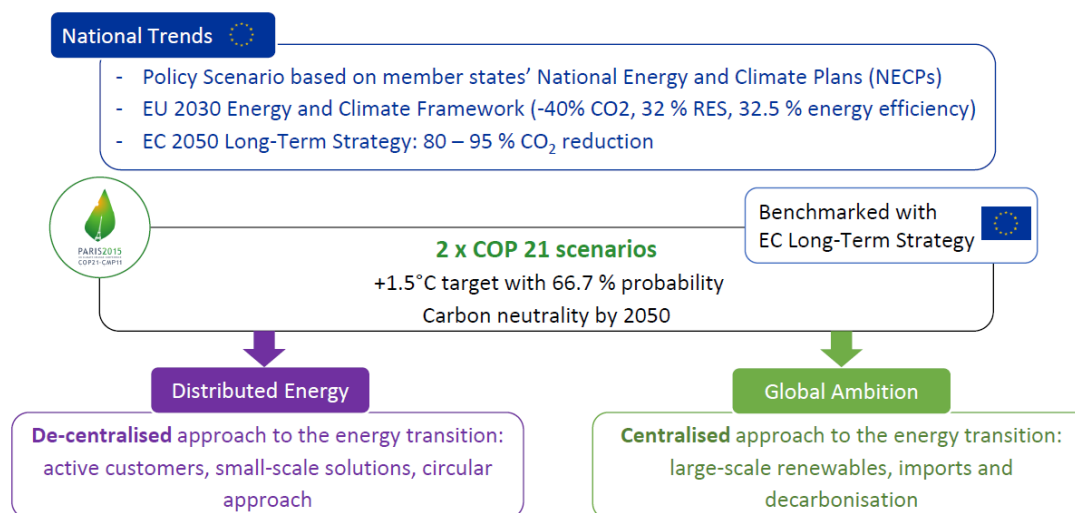 National Trends
- Policy Scenario based on member states’ National Energy and Climate Plans (NECPs)
- EU 2030 Energy and Climate Framework (-40% CO2, 32 % RES, 32.5 % energy efficiency)
- EC 2050 Long-Term Strategy: 80 – 95 % CO₂ reduction
PARIS2015
COP21·CMP11
Benchmarked with
EC Long-Term Strategy
2 x COP 21 scenarios
+1.5°C target with 66.7 % probability
Carbon neutrality by 2050
Distributed Energy
De-centralised approach to the energy transition:
active customers, small-scale solutions, circular
approach
Global Ambition
Centralised approach to the energy transition:
large-scale renewables, imports and
decarbonisation